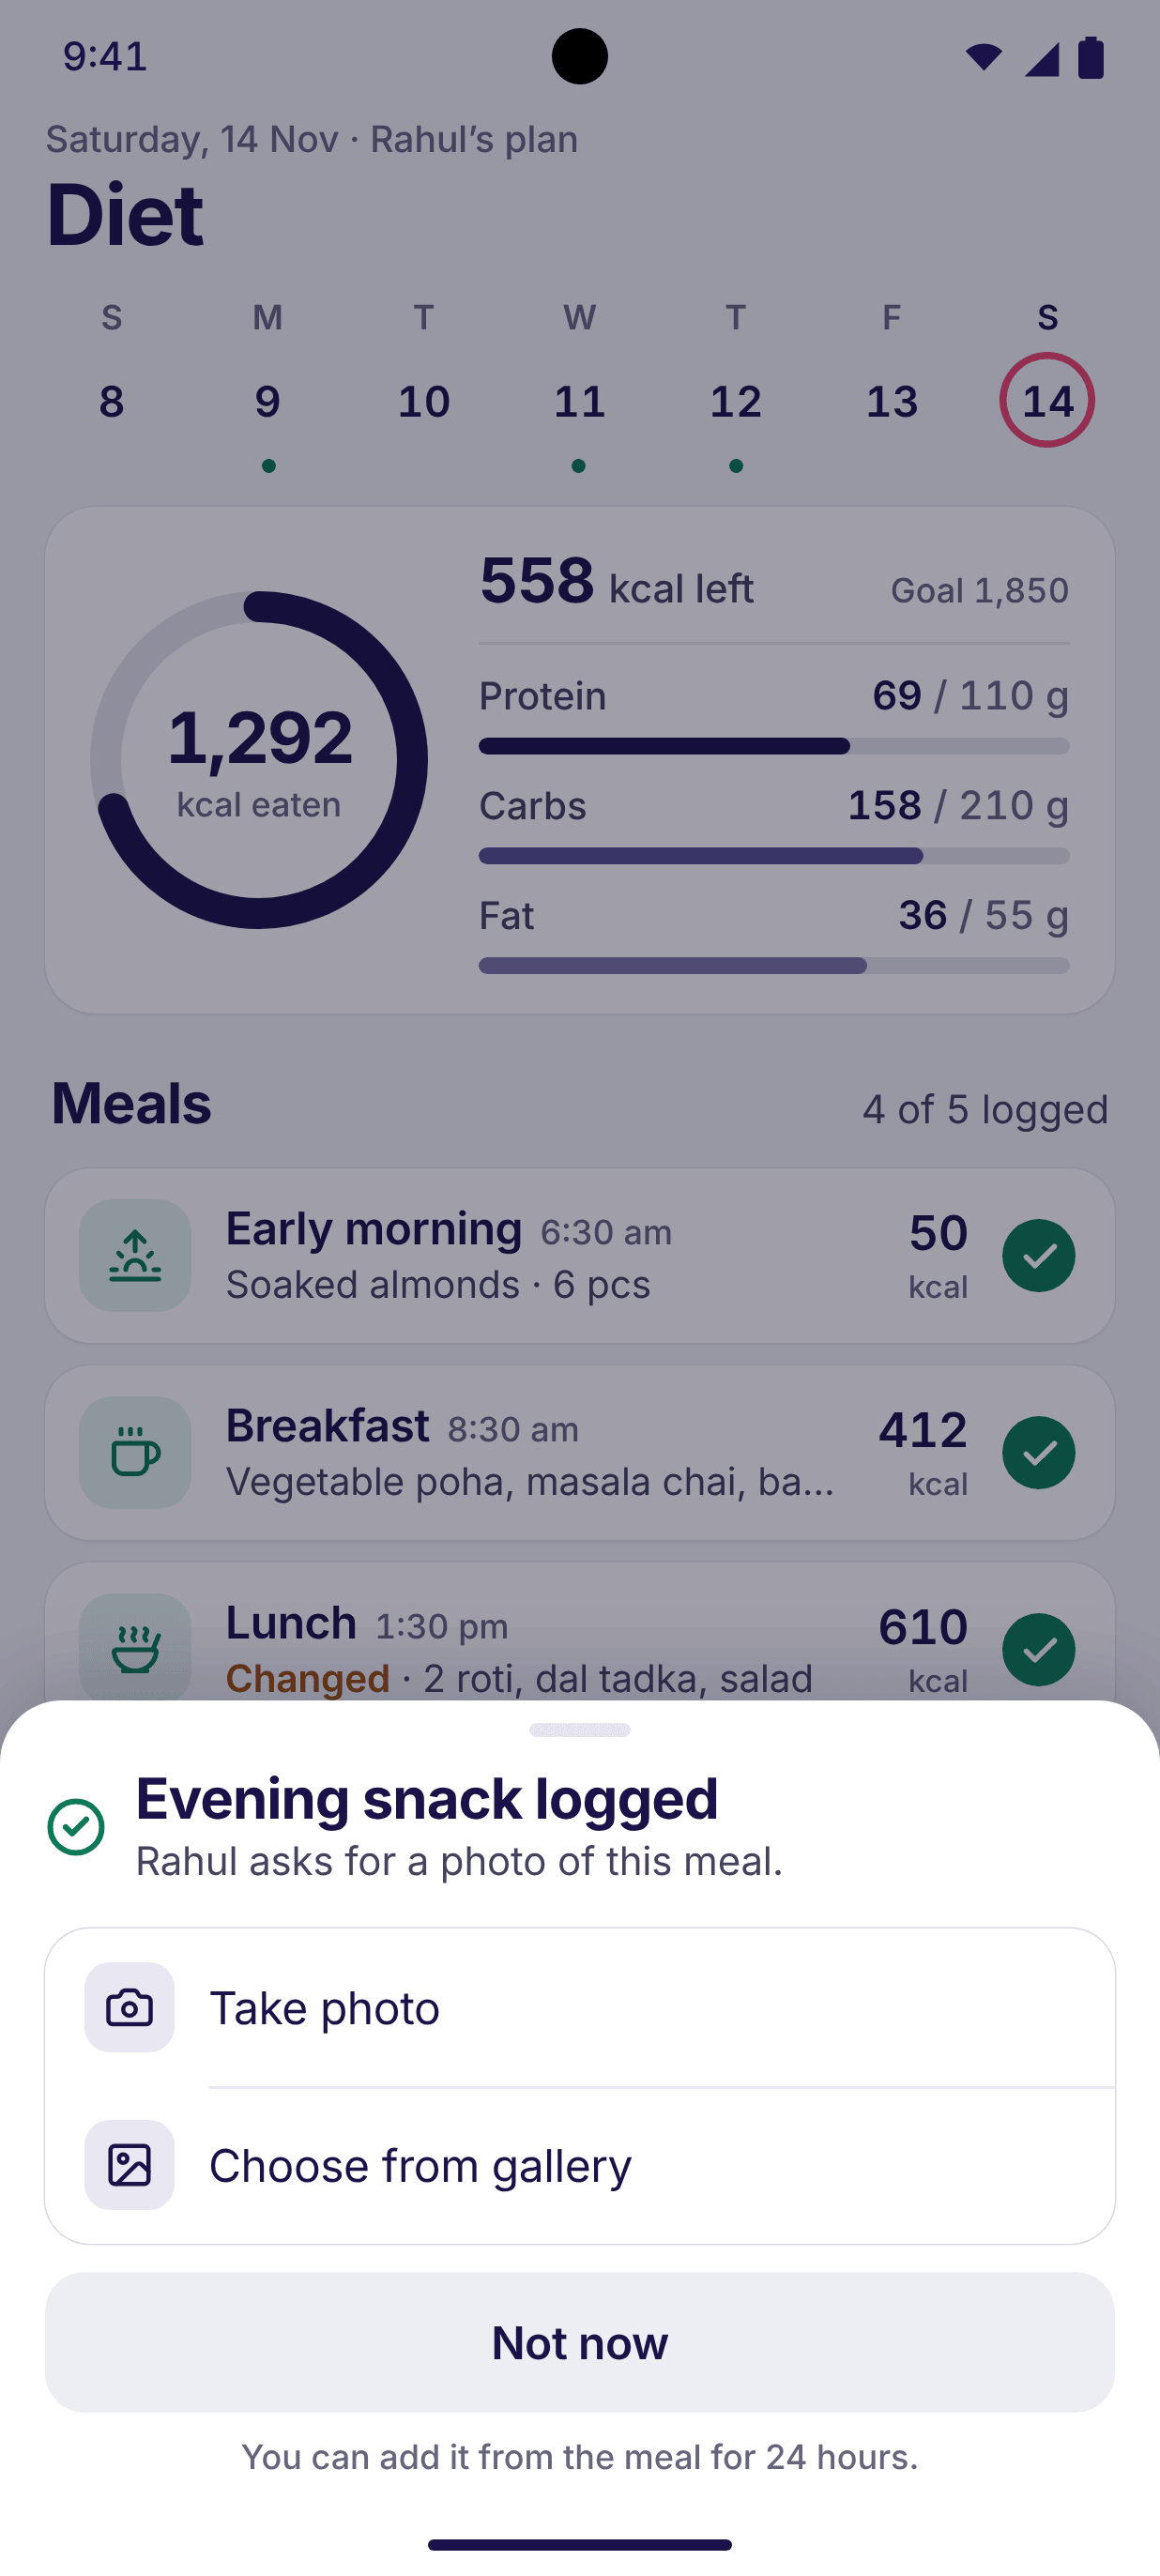 9:41
Saturday, 14 Nov · Rahul’s plan
Diet
S M T W T F S
8 9 10 11 12 13 14
558 kcal left Goal 1,850
1,292
kcal eaten
Protein 69 / 110 g
Carbs 158 / 210 g
Fat 36 / 55 g
Meals 4 of 5 logged
Early morning 6:30 am 50 kcal
Soaked almonds · 6 pcs
Breakfast 8:30 am 412 kcal
Vegetable poha, masala chai, ba...
Lunch 1:30 pm 610 kcal
Changed · 2 roti, dal tadka, salad
Evening snack logged
Rahul asks for a photo of this meal.
Take photo
Choose from gallery
Not now
You can add it from the meal for 24 hours.